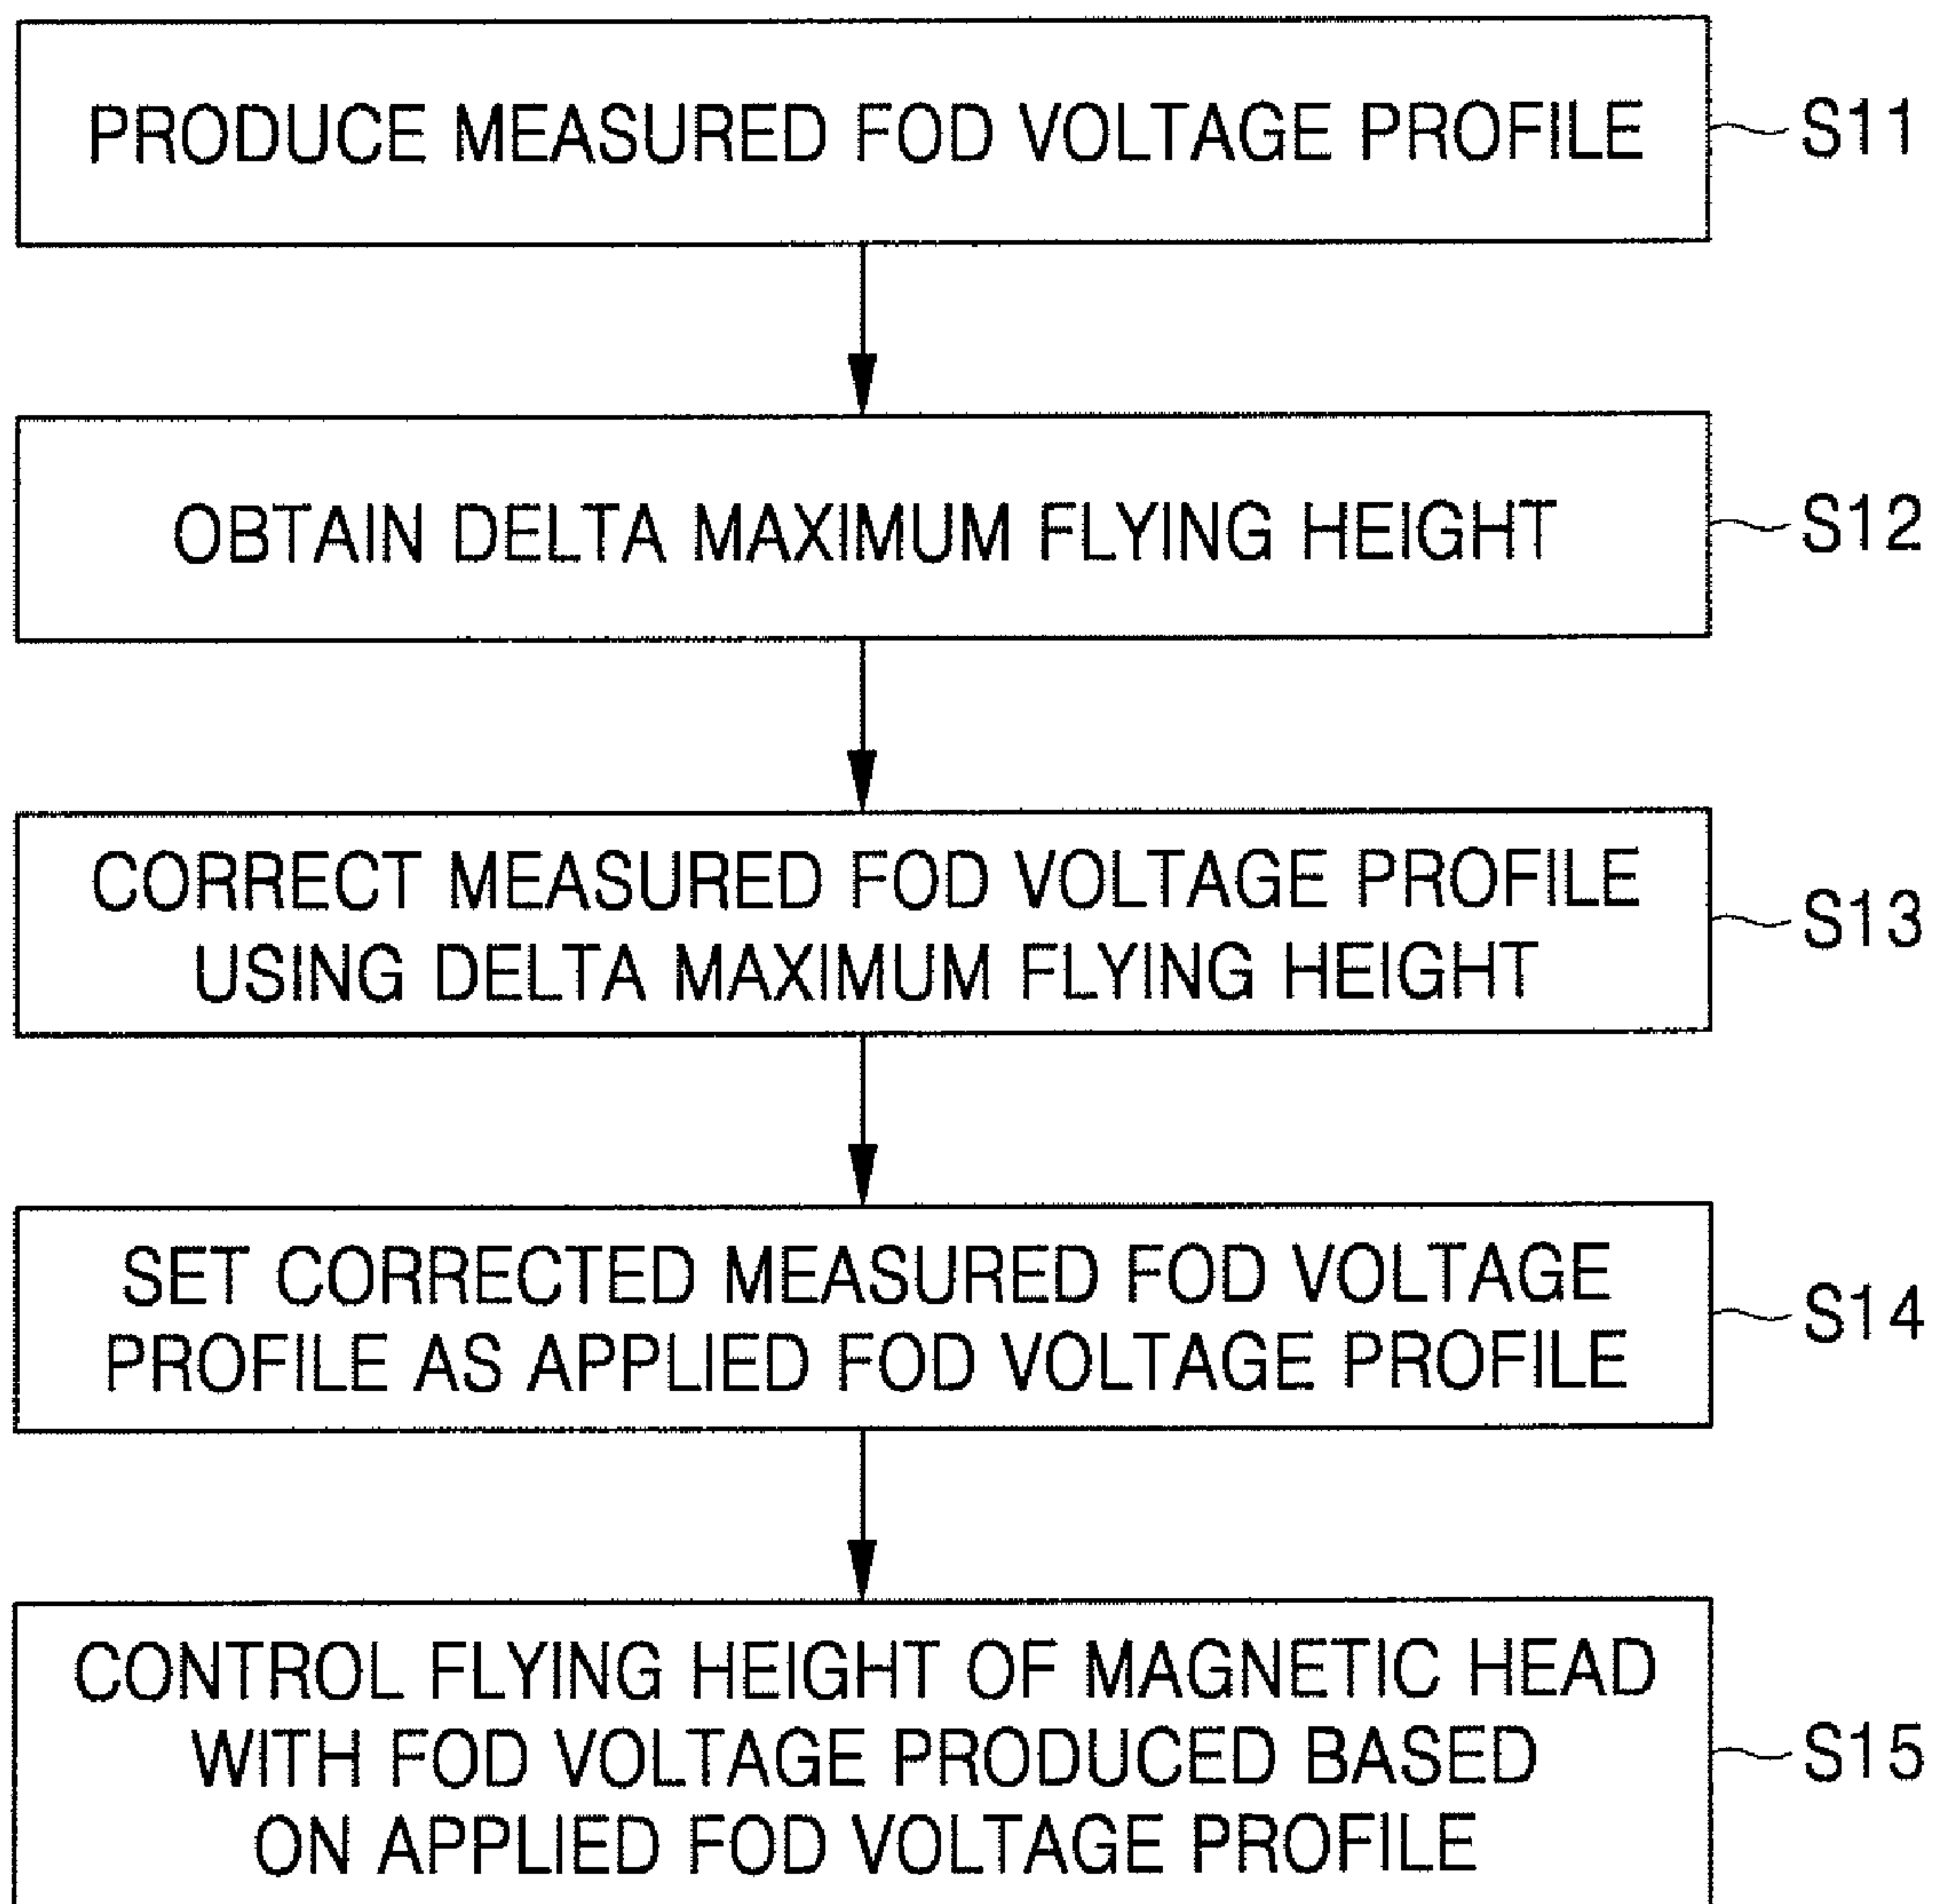 PRODUCE MEASURED FOD VOLTAGE PROFILE
S11
OBTAIN DELTA MAXIMUM FLYING HEIGHT
S12
CORRECT MEASURED FOD VOLTAGE PROFILE
USING DELTA MAXIMUM FLYING HEIGHT
S13
SET CORRECTED MEASURED FOD VOLTAGE
PROFILE AS APPLIED FOD VOLTAGE PROFILE
S14
CONTROL FLYING HEIGHT OF MAGNETIC HEAD
WITH FOD VOLTAGE PRODUCED BASED
ON APPLIED FOD VOLTAGE PROFILE
S15